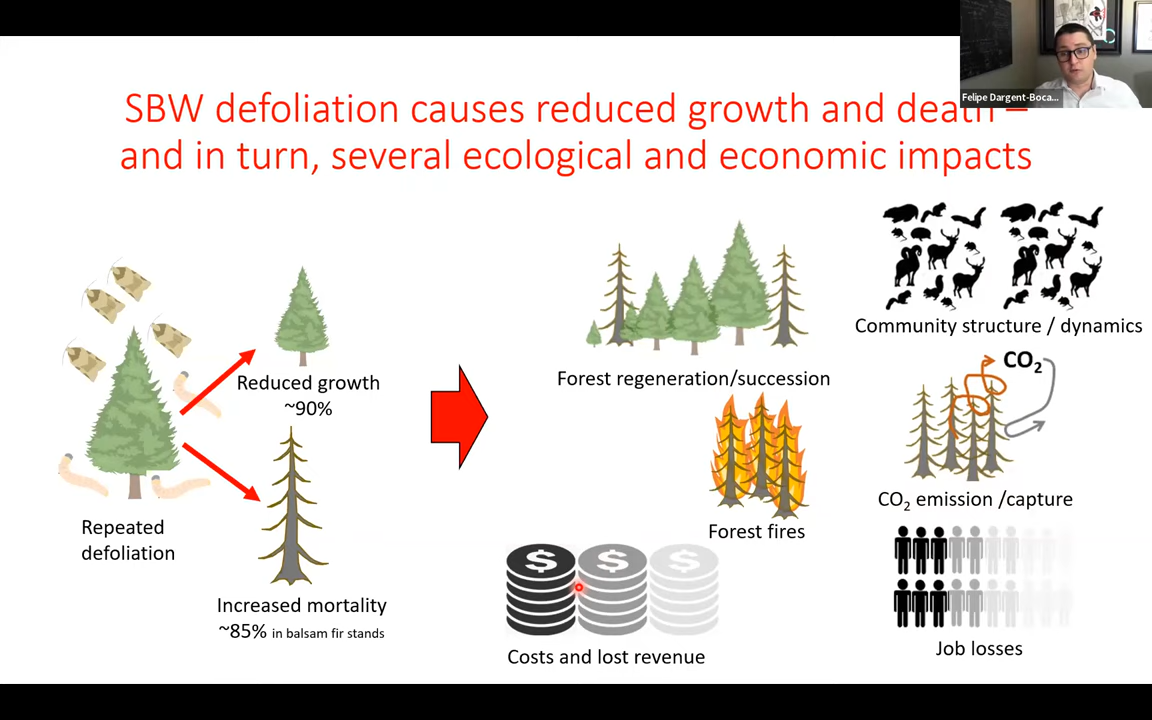 SBW defoliation causes reduced growth and death –
and in turn, several ecological and economic impacts
Felipe Dargent-Boca...
Repeated
defoliation
Reduced growth
~90%
Increased mortality
~85% in balsam fir stands
Forest regeneration/succession
Forest fires
$ $ $
Costs and lost revenue
Community structure / dynamics
CO₂
CO₂ emission /capture
Job losses